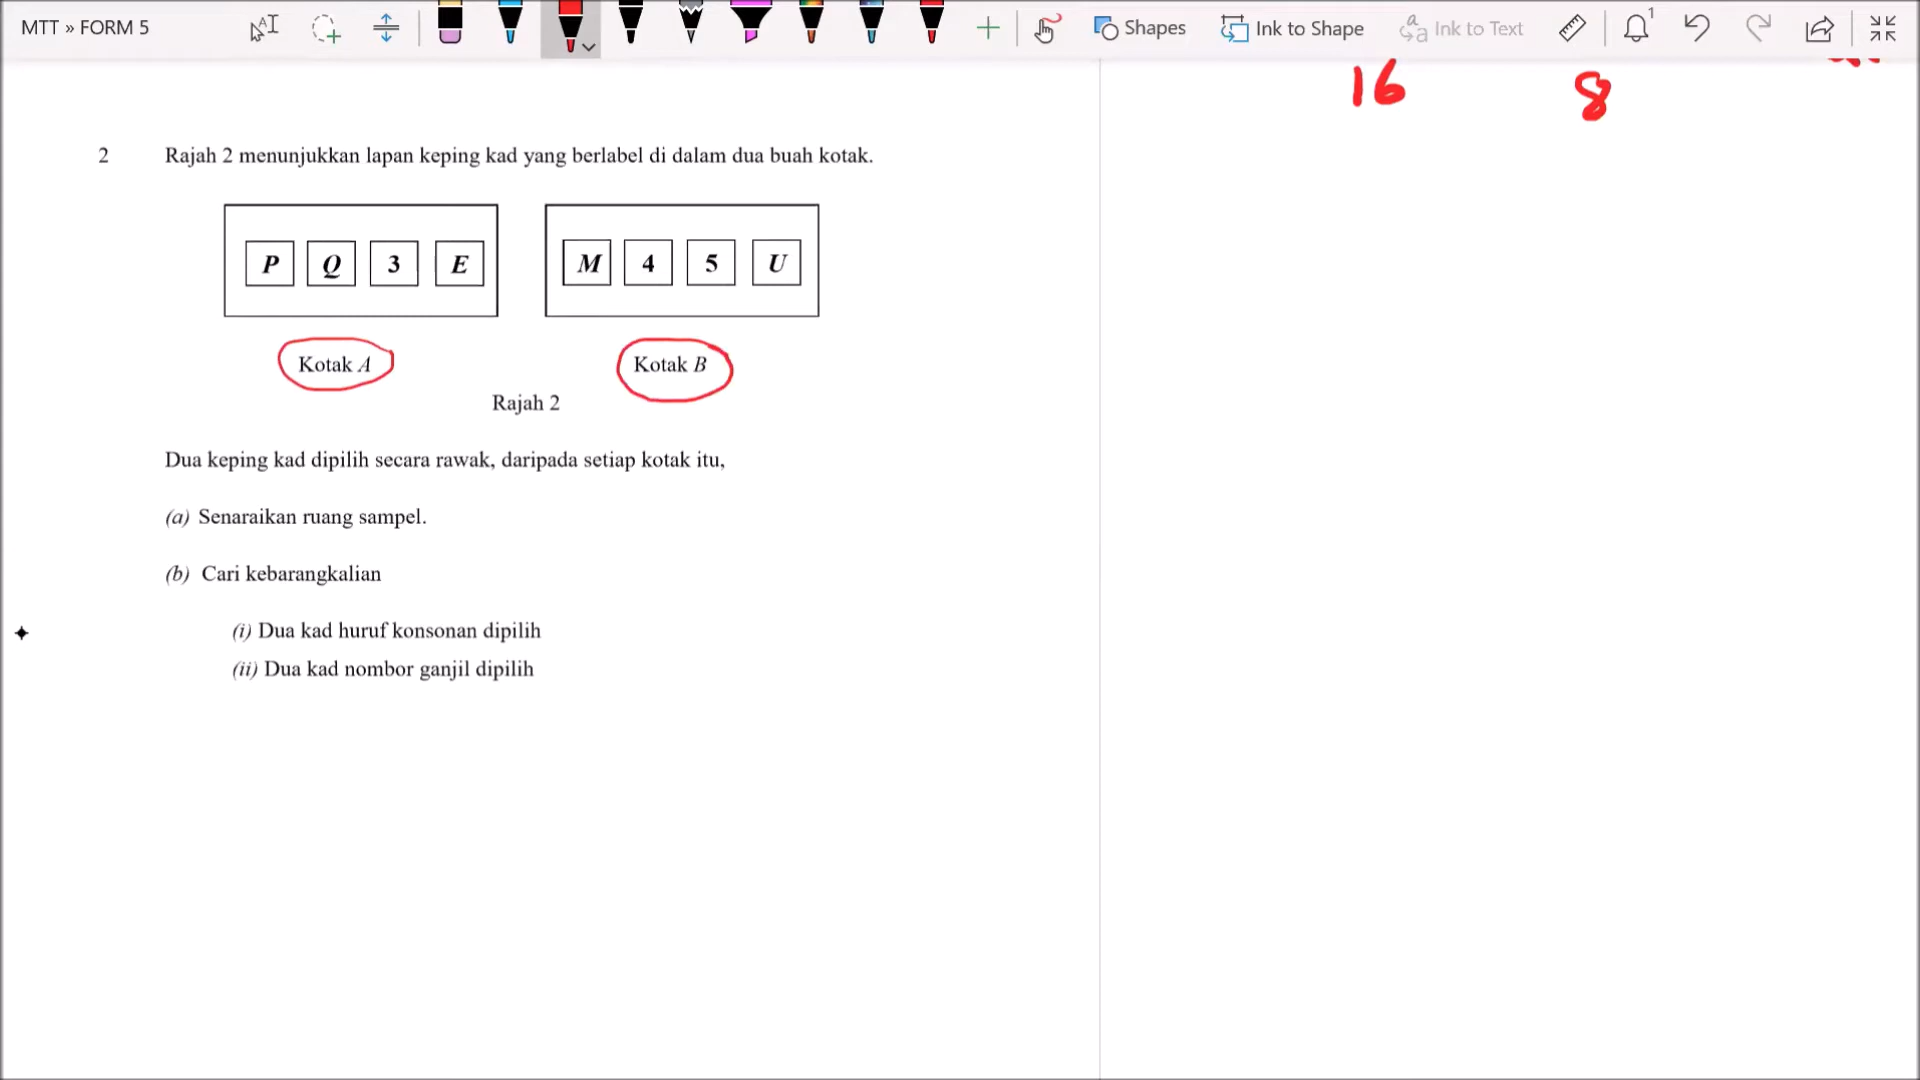 MTT » FORM 5
Shapes
Ink to Shape
Ink to Text
1
16
8
2 Rajah 2 menunjukkan lapan keping kad yang berlabel di dalam dua buah kotak.
P Q 3 E
M 4 5 U
Kotak A
Kotak B
Rajah 2
Dua keping kad dipilih secara rawak, daripada setiap kotak itu,
(a) Senaraikan ruang sampel.
(b) Cari kebarangkalian
(i) Dua kad huruf konsonan dipilih
(ii) Dua kad nombor ganjil dipilih